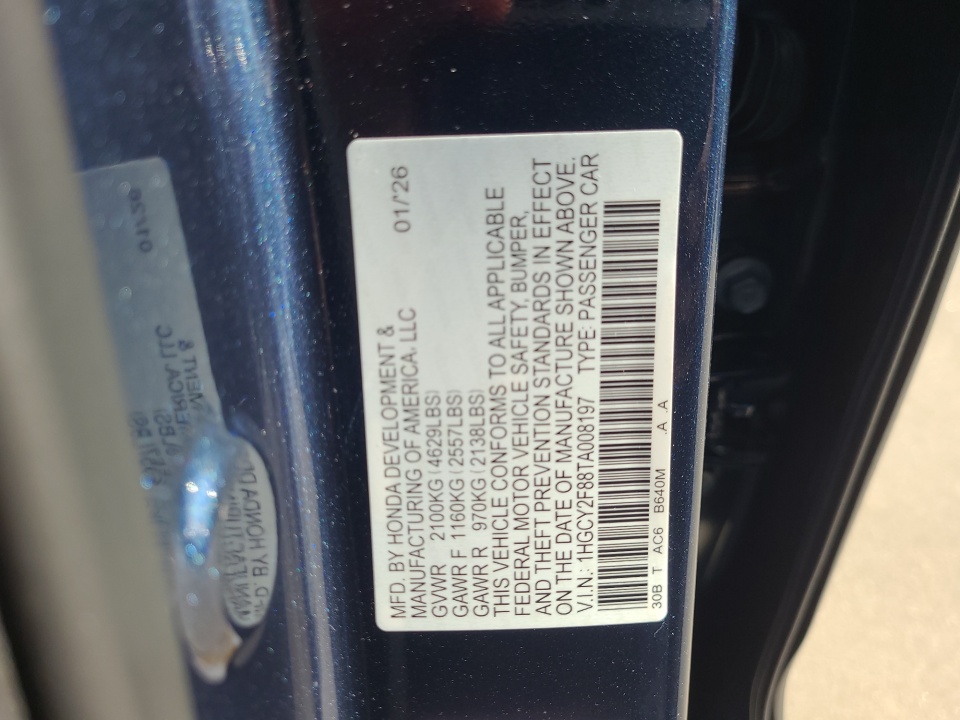 MFD. BY HONDA DEVELOPMENT & 01/'26
MANUFACTURING OF AMERICA, LLC
GVWR 2100KG(4629LBS)
GAWR F 1160KG(2557LBS)
GAWR R 970KG(2138LBS)
THIS VEHICLE CONFORMS TO ALL APPLICABLE
FEDERAL MOTOR VEHICLE SAFETY, BUMPER,
AND THEFT PREVENTION STANDARDS IN EFFECT
ON THE DATE OF MANUFACTURE SHOWN ABOVE.
V.I.N.: 1HGCY2F88TA008197 TYPE: PASSENGER CAR
30B T AC6 B640M .A .A